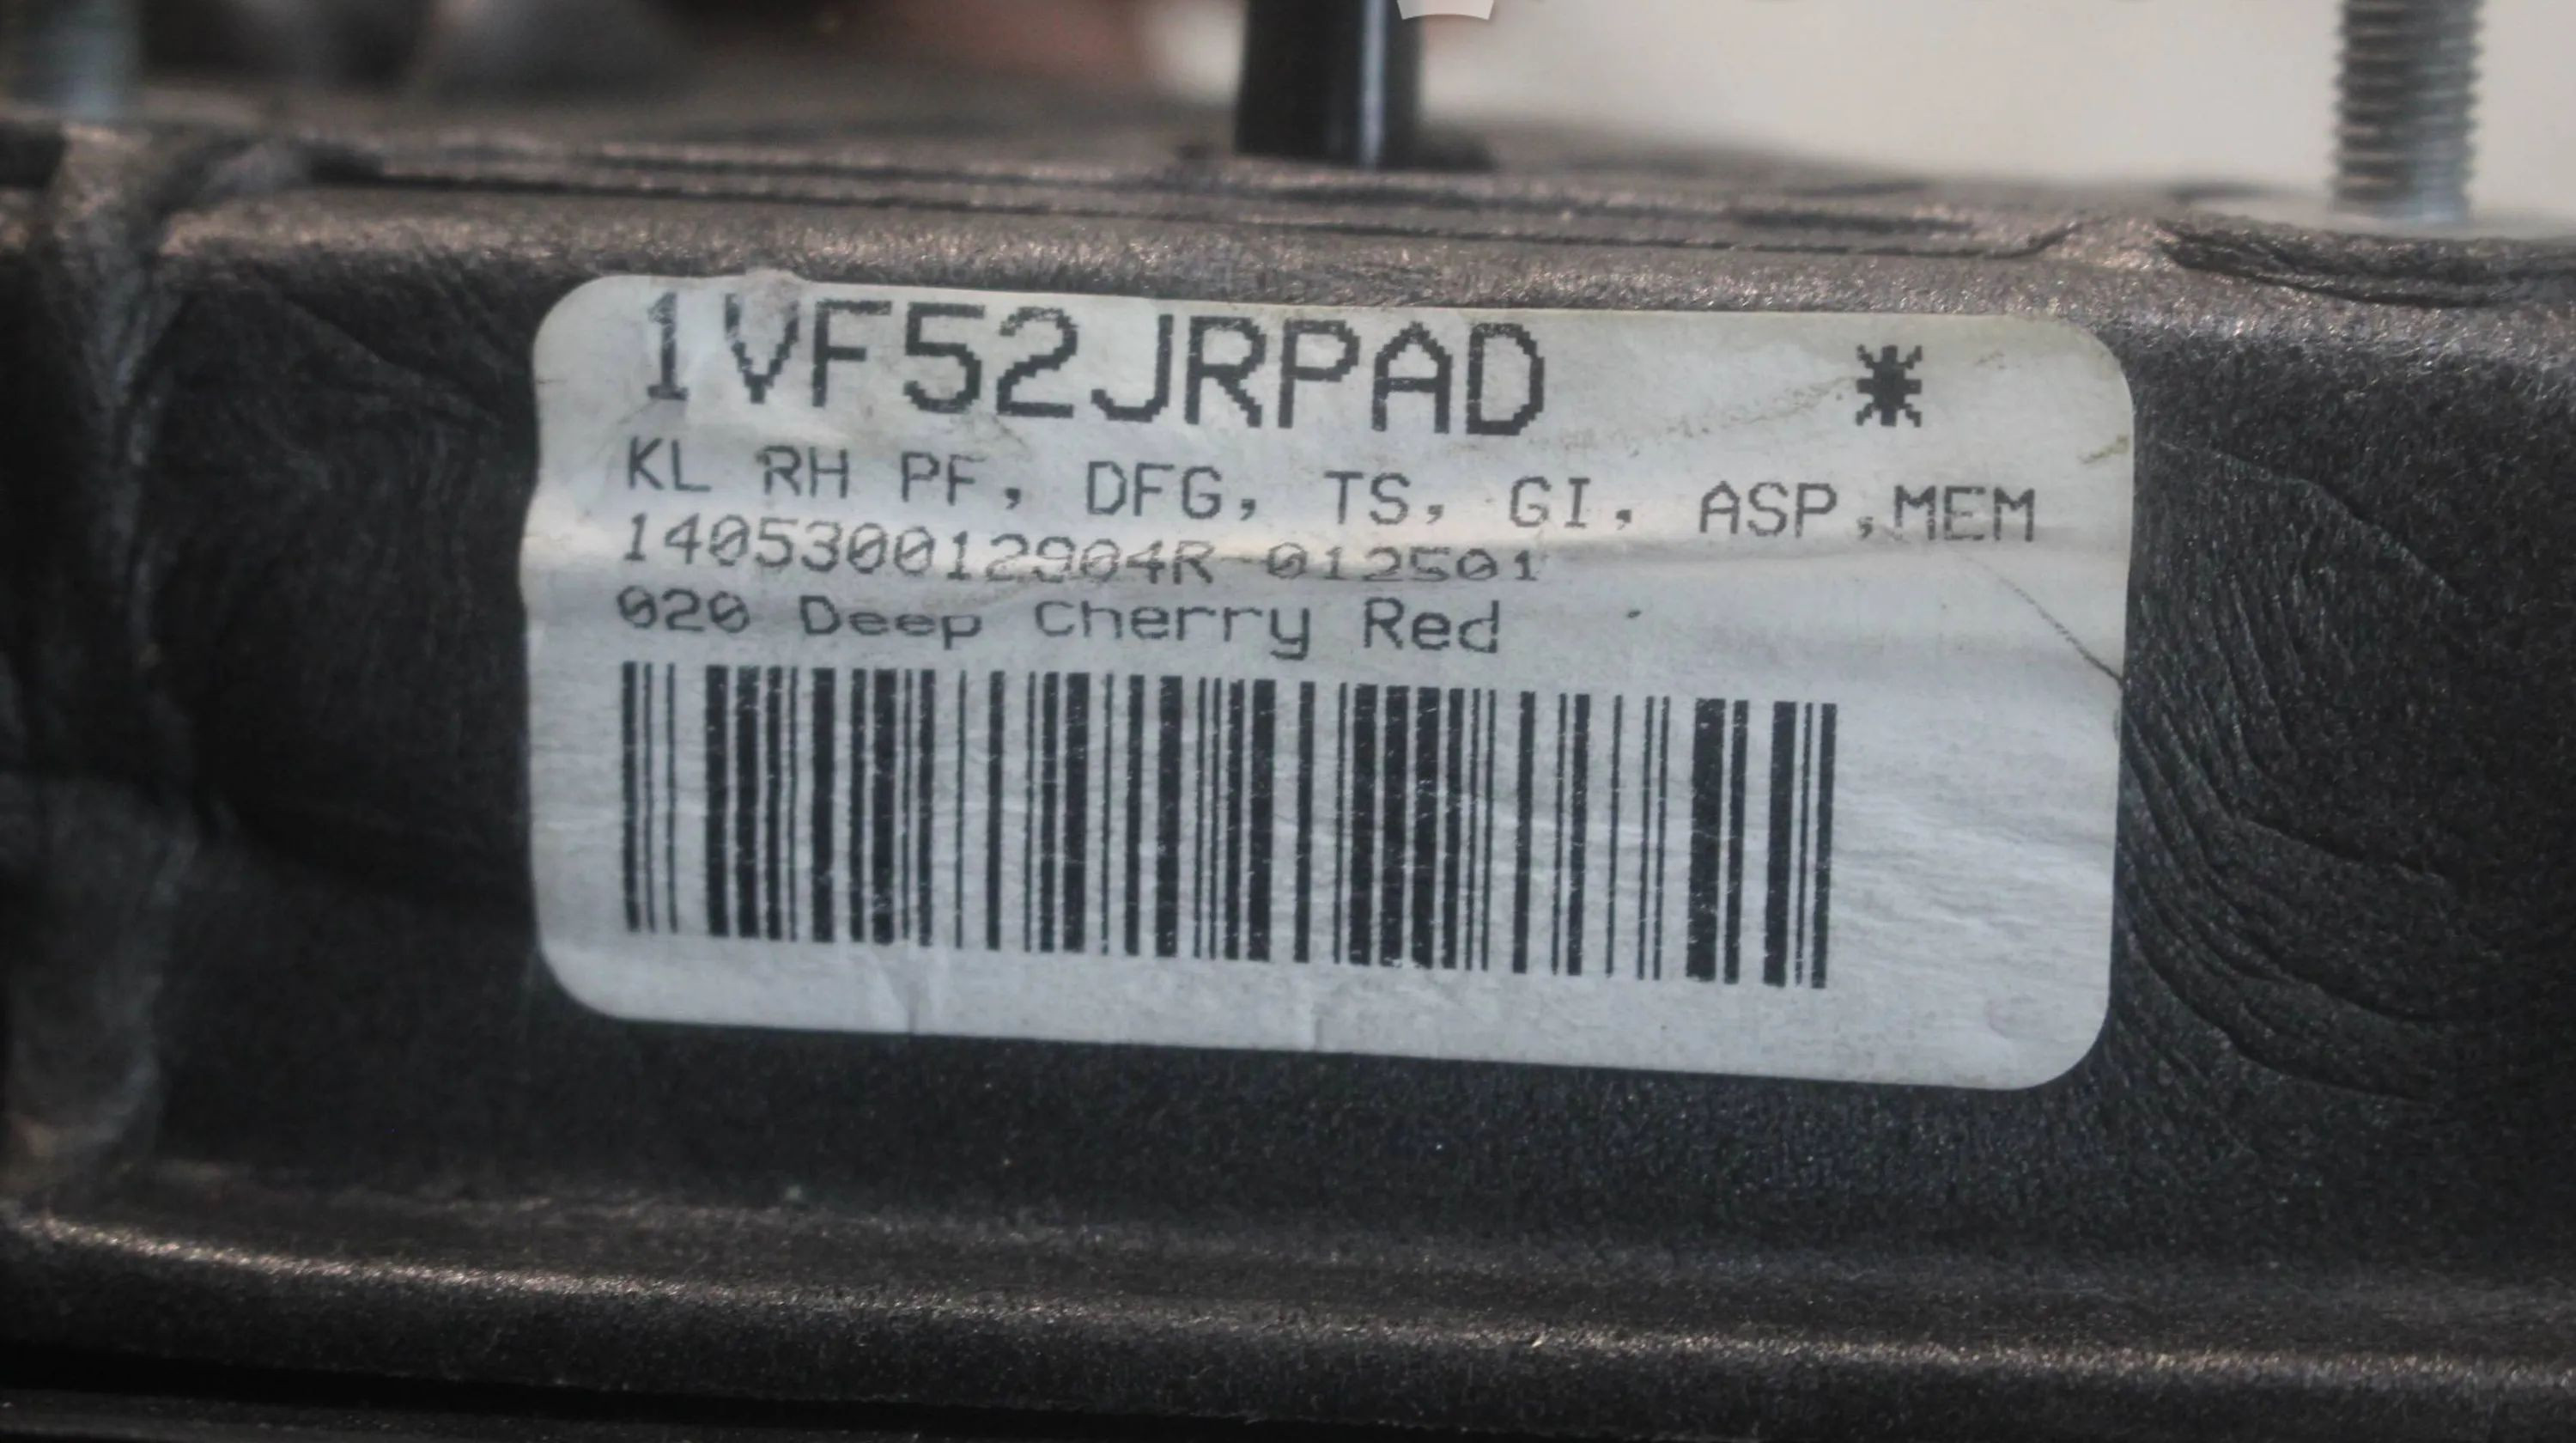 1VF52JRPAD *
KL RH PF, DFG, TS, GI, ASP,MEM
140530012904R 012501
020 Deep Cherry Red